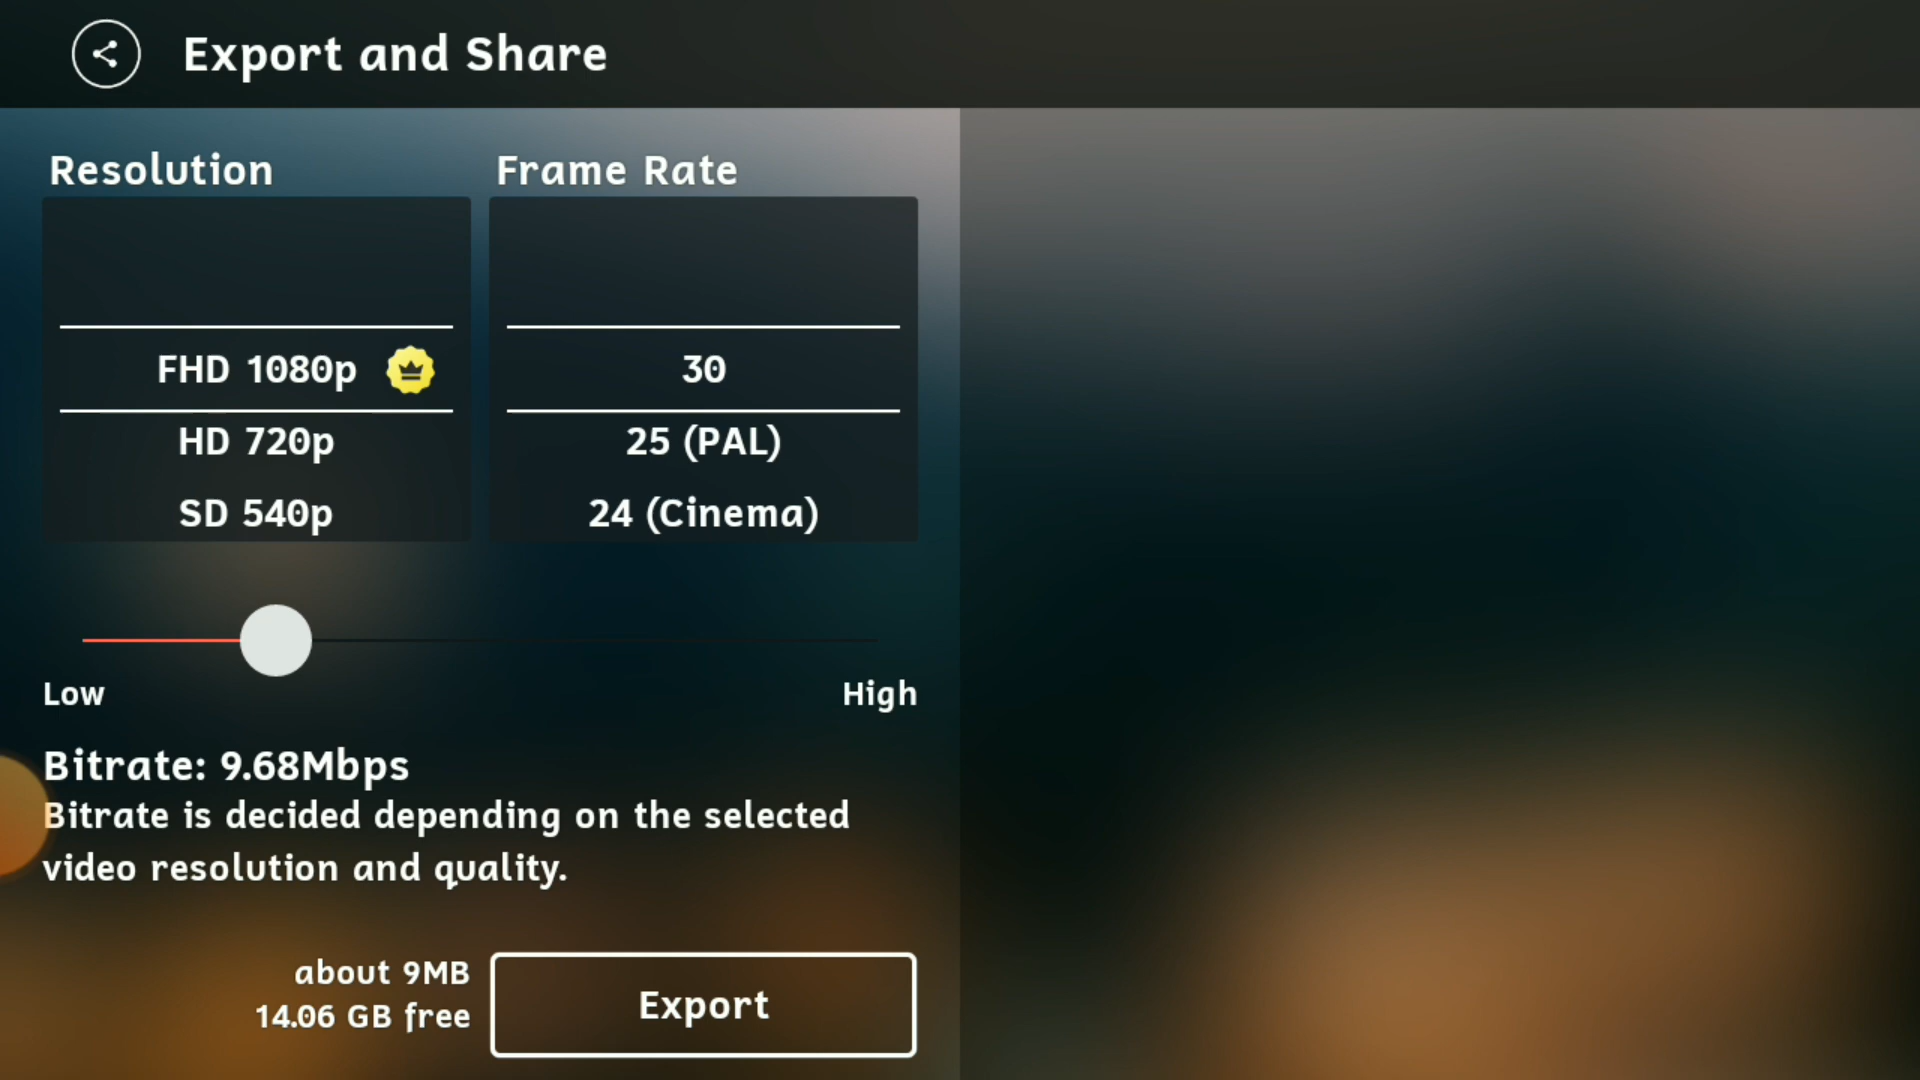 Export and Share
Resolution
Frame Rate
FHD 1080p
HD 720p
SD 540p
30
25 (PAL)
24 (Cinema)
Low
High
Bitrate: 9.68Mbps
Bitrate is decided depending on the selected
video resolution and quality.
about 9MB
14.06 GB free
Export